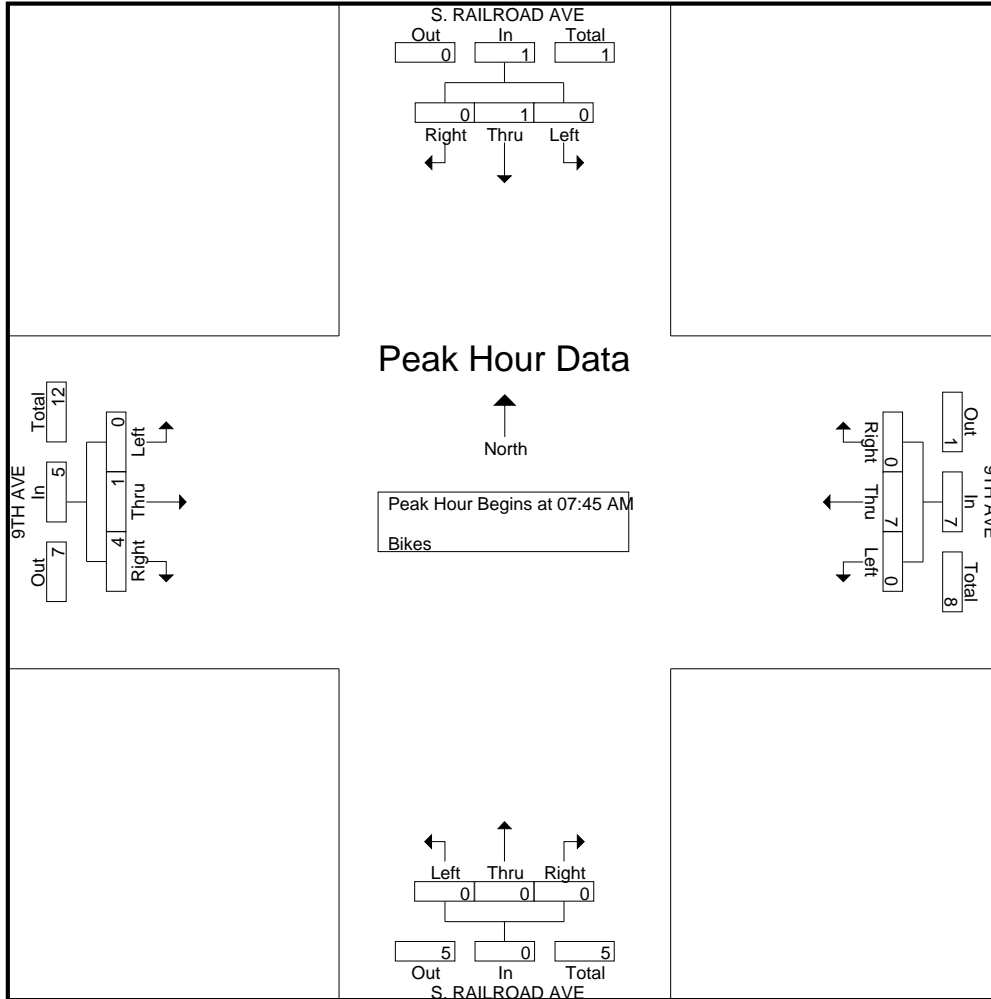 S. RAILROAD AVE
Out In Total
0 1 1
0 1 0
Right Thru Left
Peak Hour Data
North
Peak Hour Begins at 07:45 AM
Bikes
9TH AVE
Total In Out
12 5 7
0 1 4
Left Thru Right
9TH AVE
Out In Total
1 7 8
0 7 0
Right Thru Left
Left Thru Right
0 0 0
5 0 5
Out In Total
S. RAILROAD AVE